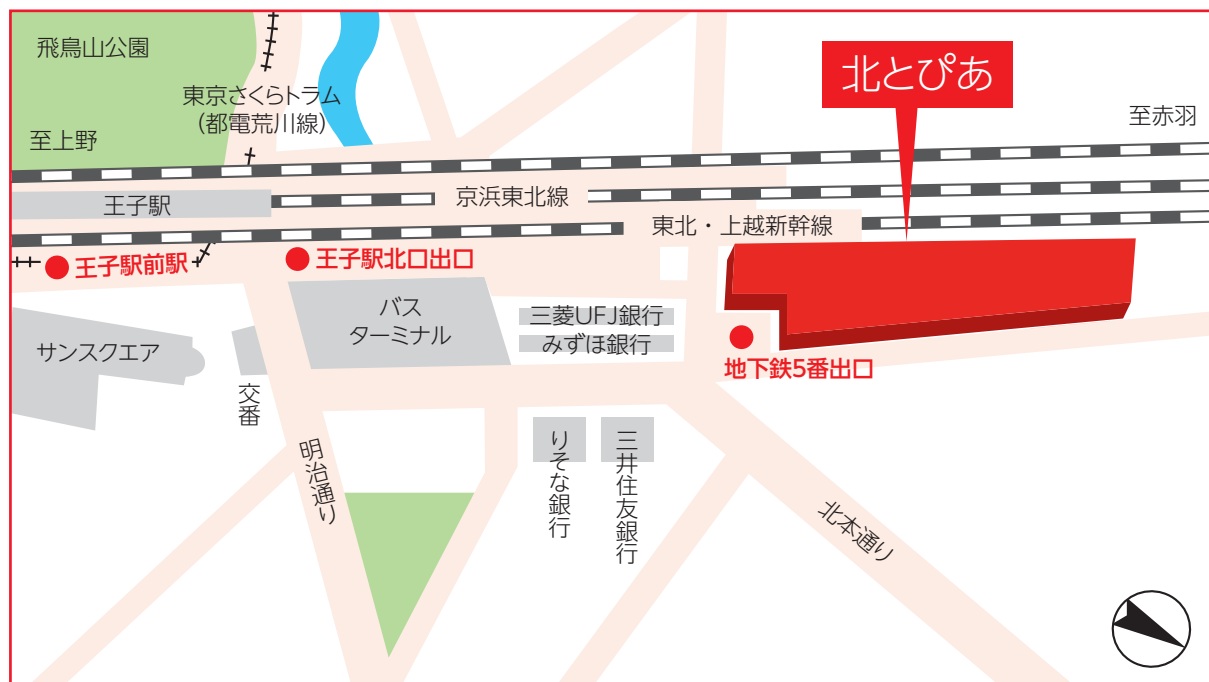 飛鳥山公園
東京さくらトラム
（都電荒川線）
至上野
北とぴあ
至赤羽
王子駅
京浜東北線
東北・上越新幹線
王子駅前駅
王子駅北口出口
バス
ターミナル
三菱UFJ銀行
みずほ銀行
サンスクエア
地下鉄5番出口
交番
明治通り
りそな銀行
三井住友銀行
北本通り